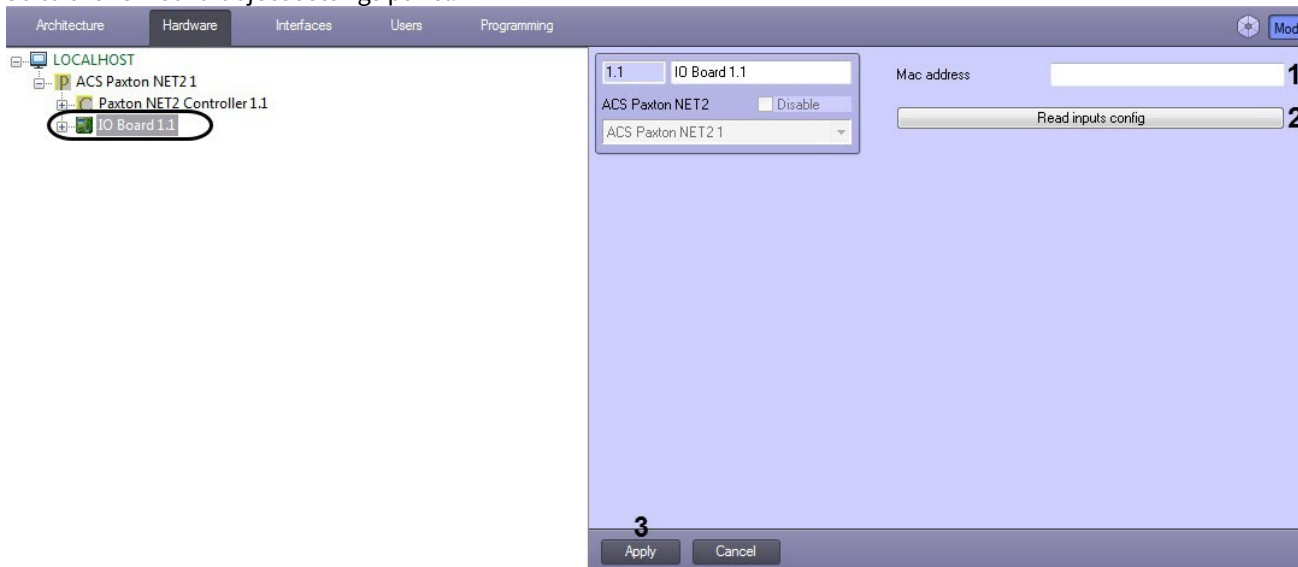 Architecture Hardware Interfaces Users Programming Mod
LOCALHOST
ACS Paxton NET2 1
Paxton NET2 Controller 1.1
IO Board 1.1
1.1 IO Board 1.1
ACS Paxton NET2 Disable
ACS Paxton NET2 1
Mac address 1
Read inputs config 2
3
Apply Cancel